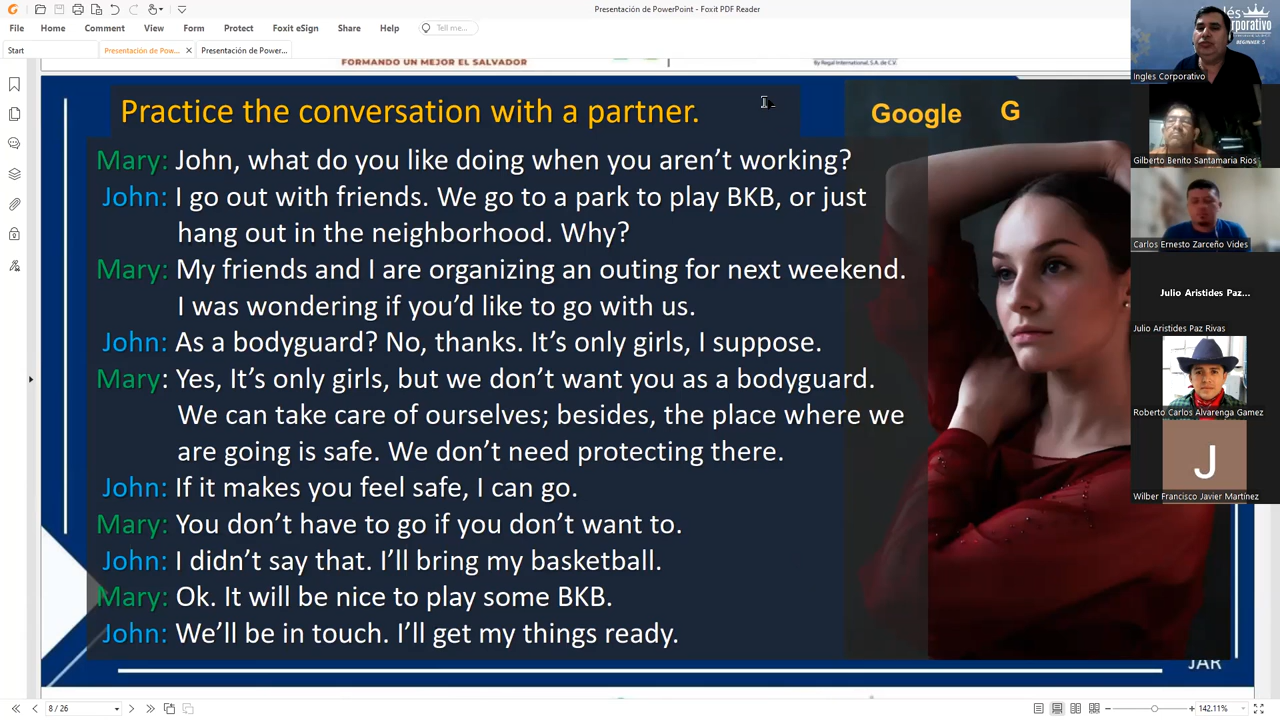 Presentación de PowerPoint - Foxit PDF Reader
File Home Comment View Form Protect Foxit eSign Share Help Tell me...
Start Presentación de Pow... Presentación de Power...
FORMANDO UN MEJOR EL SALVADOR
By Regal International, S.A. de C.V.
Practice the conversation with a partner.
Google G
Mary: John, what do you like doing when you aren’t working?
John: I go out with friends. We go to a park to play BKB, or just
hang out in the neighborhood. Why?
Mary: My friends and I are organizing an outing for next weekend.
I was wondering if you’d like to go with us.
John: As a bodyguard? No, thanks. It’s only girls, I suppose.
Mary: Yes, It’s only girls, but we don’t want you as a bodyguard.
We can take care of ourselves; besides, the place where we
are going is safe. We don’t need protecting there.
John: If it makes you feel safe, I can go.
Mary: You don’t have to go if you don’t want to.
John: I didn’t say that. I’ll bring my basketball.
Mary: Ok. It will be nice to play some BKB.
John: We’ll be in touch. I’ll get my things ready.
JAR
BEGINNER 5
Ingles Corporativo
Gilberto Benito Santamaria Rios
Carlos Ernesto Zarceño Vides
Julio Aristides Paz...
Julio Aristides Paz Rivas
Roberto Carlos Alvarenga Gamez
J
Wilber Francisco Javier Martínez
8 / 26
142.11%